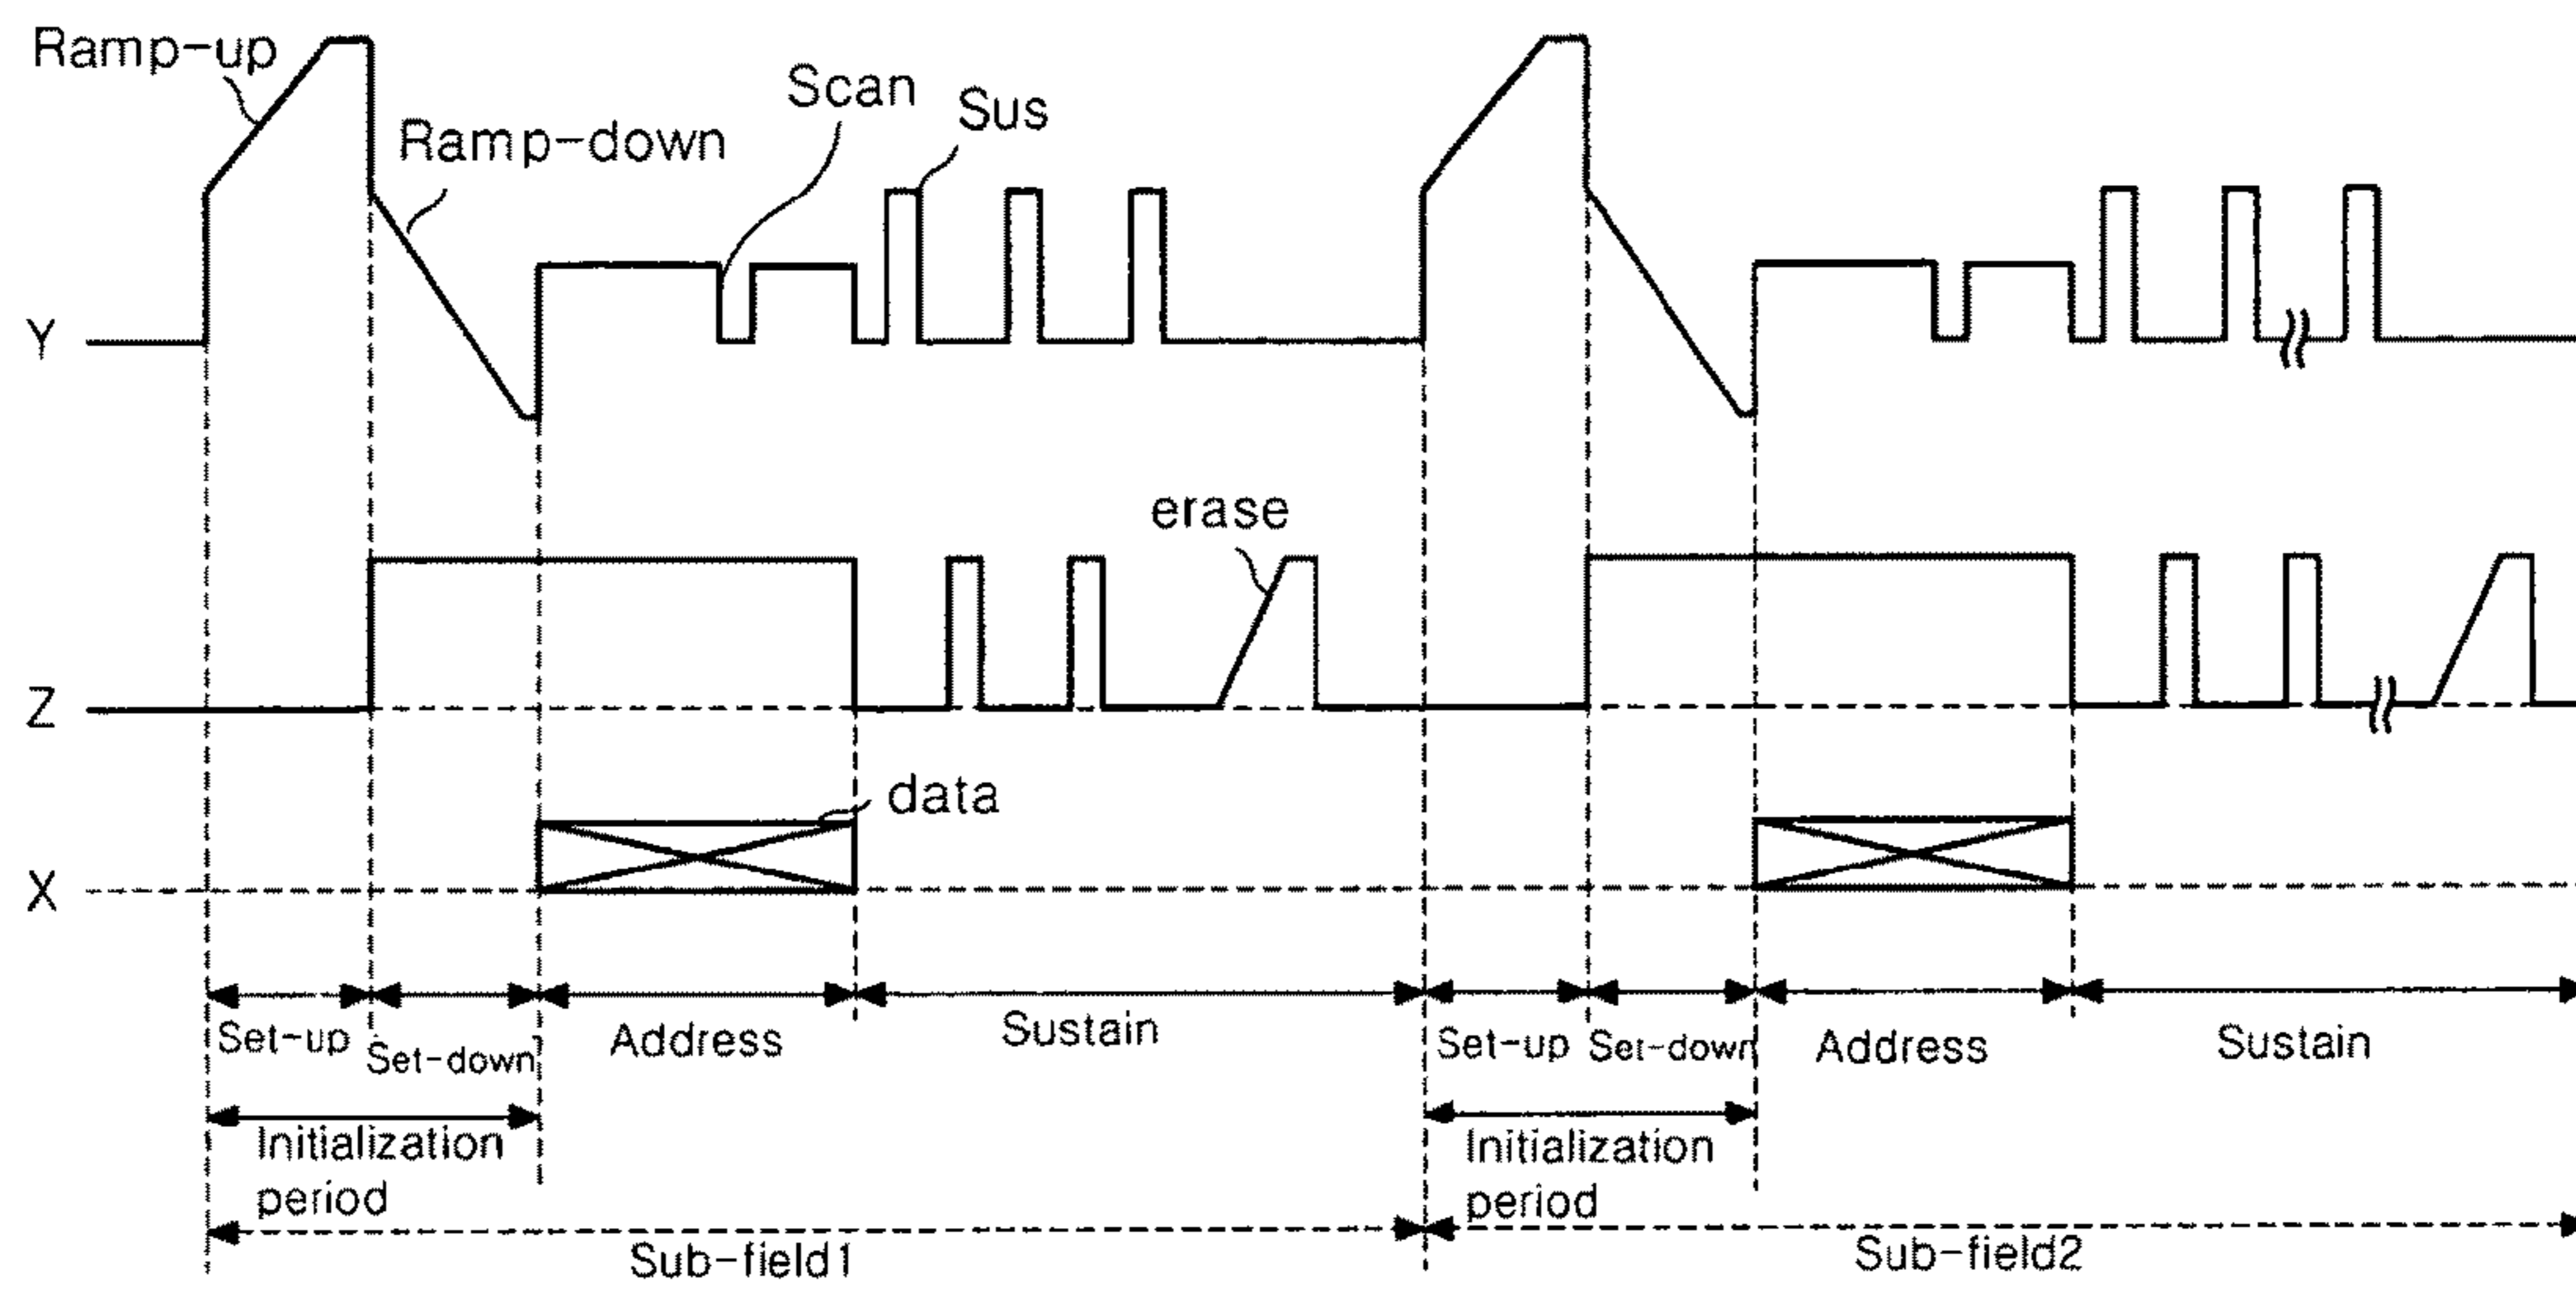 Ramp-up
Scan
Sus
Ramp-down
Y
erase
Z
data
X
Set-up
Set-down
Address
Sustain
Set-up
Set-down
Address
Sustain
Initialization
period
Initialization
period
Sub-field1
Sub-field2